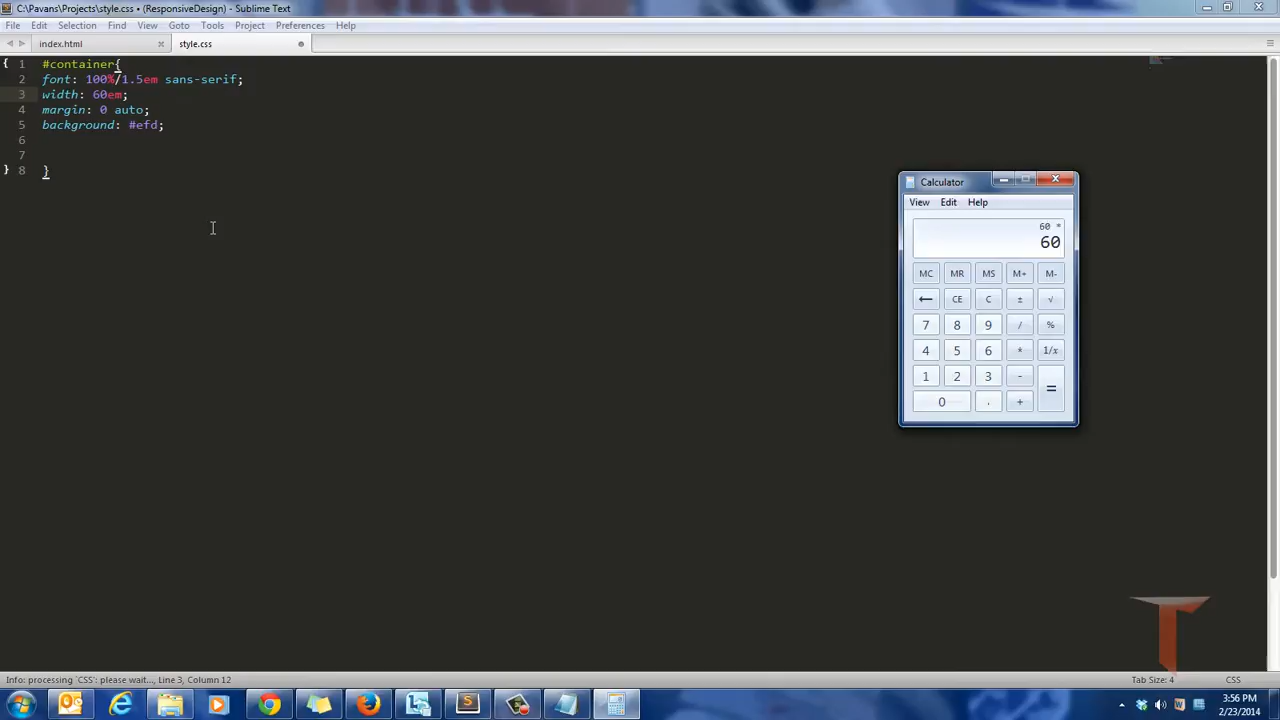 C:\Pavans\Projects\style.css • (ResponsiveDesign) - Sublime Text
File Edit Selection Find View Goto Tools Project Preferences Help
index.html style.css
1 #container{
2 font: 100%/1.5em sans-serif;
3 width: 60em;
4 margin: 0 auto;
5 background: #efd;
6
7
8 }
Calculator
View Edit Help
60 *
60
MC MR MS M+ M-
← CE C ± √
7 8 9 / %
4 5 6 * 1/x
1 2 3 - =
0 . +
Info: processing `CSS`: please wait..., Line 3, Column 12
Tab Size: 4 CSS
3:56 PM
2/23/2014